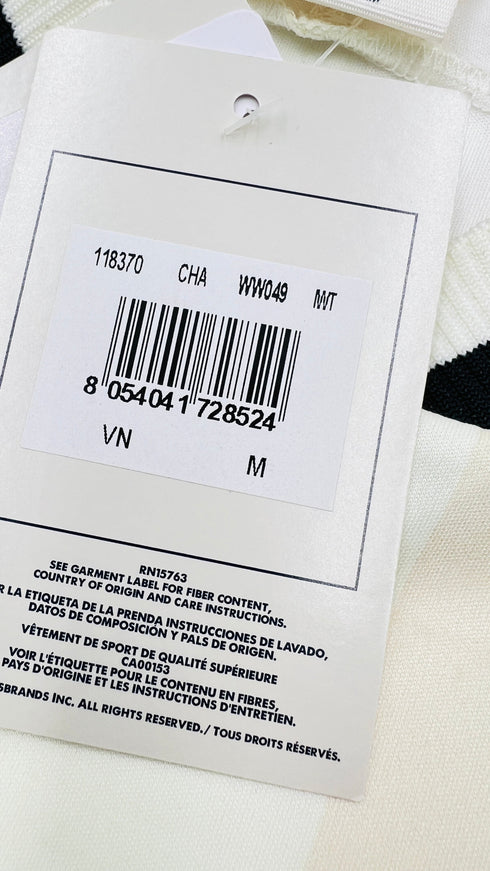 118370 CHA WW049 IWT
8 054041 728524
VN
M
RN15763
SEE GARMENT LABEL FOR FIBER CONTENT,
COUNTRY OF ORIGIN AND CARE INSTRUCTIONS.
R LA ETIQUETA DE LA PRENDA INSTRUCCIONES DE LAVADO,
DATOS DE COMPOSICIÓN Y PALS DE ORIGEN.
VÊTEMENT DE SPORT DE QUALITÉ SUPÉRIEURE
CA00153
VOIR L'ÉTIQUETTE POUR LE CONTENU EN FIBRES,
PAYS D'ORIGINE ET LES INSTRUCTIONS D'ENTRETIEN.
SBRANDS INC. ALL RIGHTS RESERVED./ TOUS DROITS RÉSERVÉS.